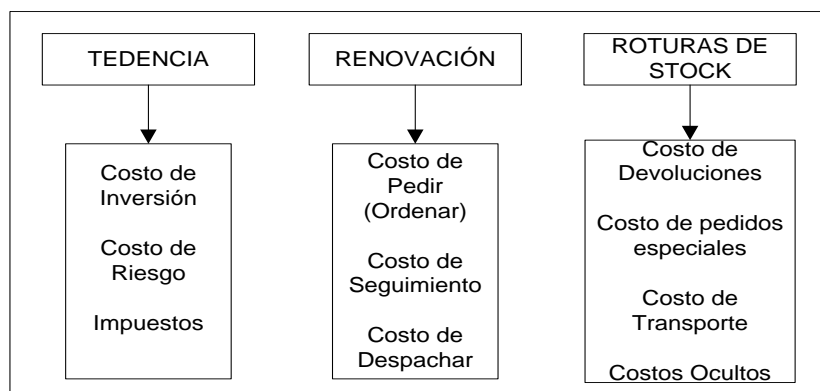 TEDENCIA
Costo de
Inversión
Costo de
Riesgo
Impuestos
RENOVACIÓN
Costo de
Pedir
(Ordenar)
Costo de
Seguimiento
Costo de
Despachar
ROTURAS DE
STOCK
Costo de
Devoluciones
Costo de pedidos
especiales
Costo de
Transporte
Costos Ocultos